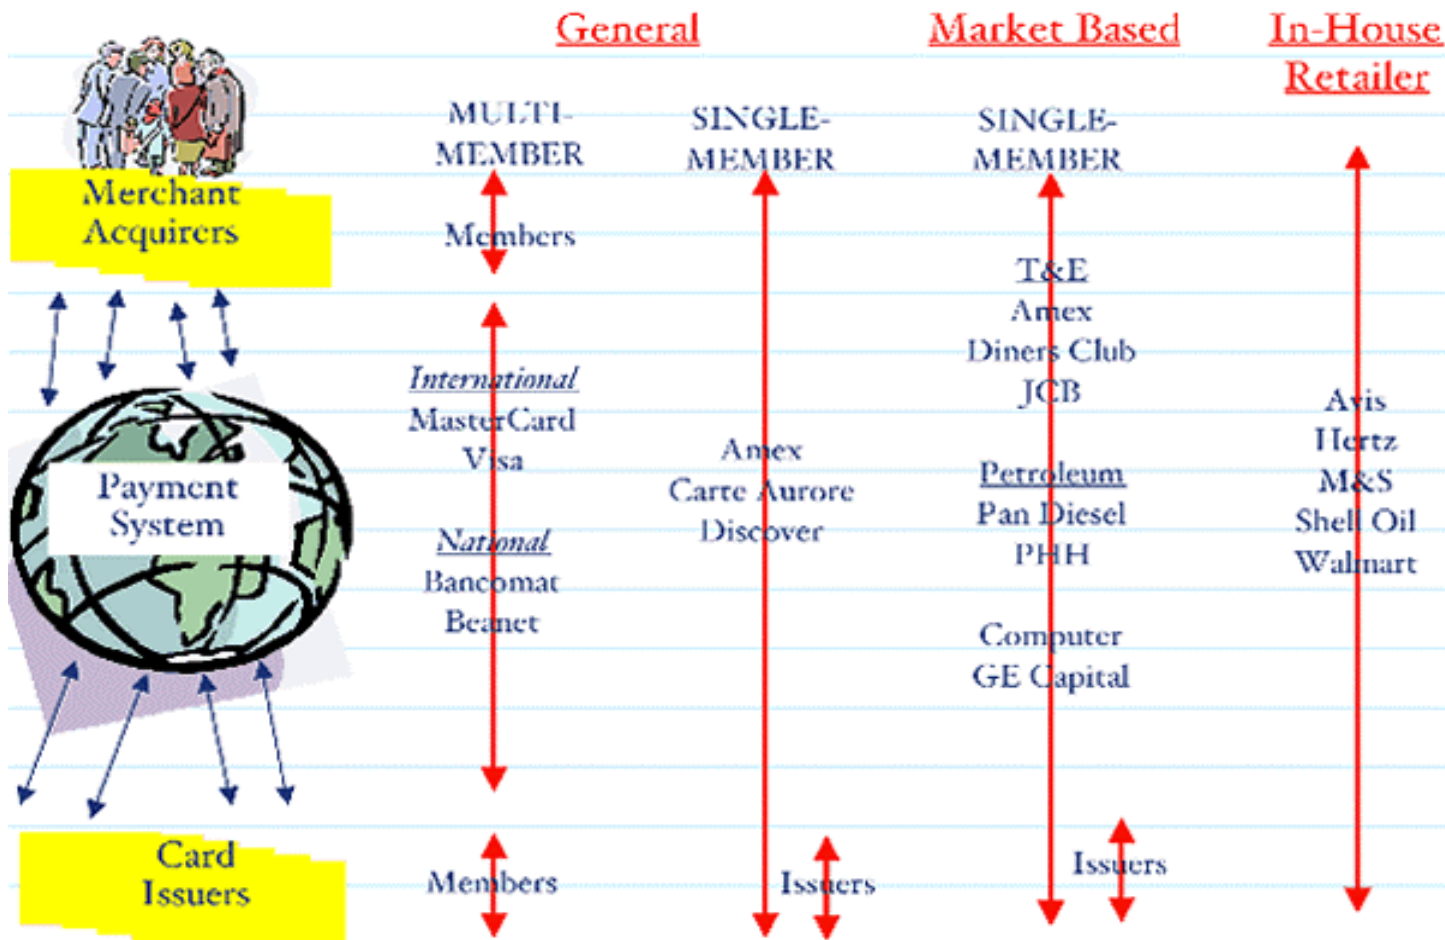 General
Market Based
In-House
Retailer
MULTI-
MEMBER
SINGLE-
MEMBER
SINGLE-
MEMBER
Merchant
Acquirers
Members
International
MasterCard
Visa
National
Bancomat
Beanet
Amex
Carte Aurore
Discover
T&E
Amex
Diners Club
JCB
Petroleum
Pan Diesel
PHH
Computer
GE Capital
Avis
Hertz
M&S
Shell Oil
Walmart
Payment
System
Card
Issuers
Members
Issuers
Issuers